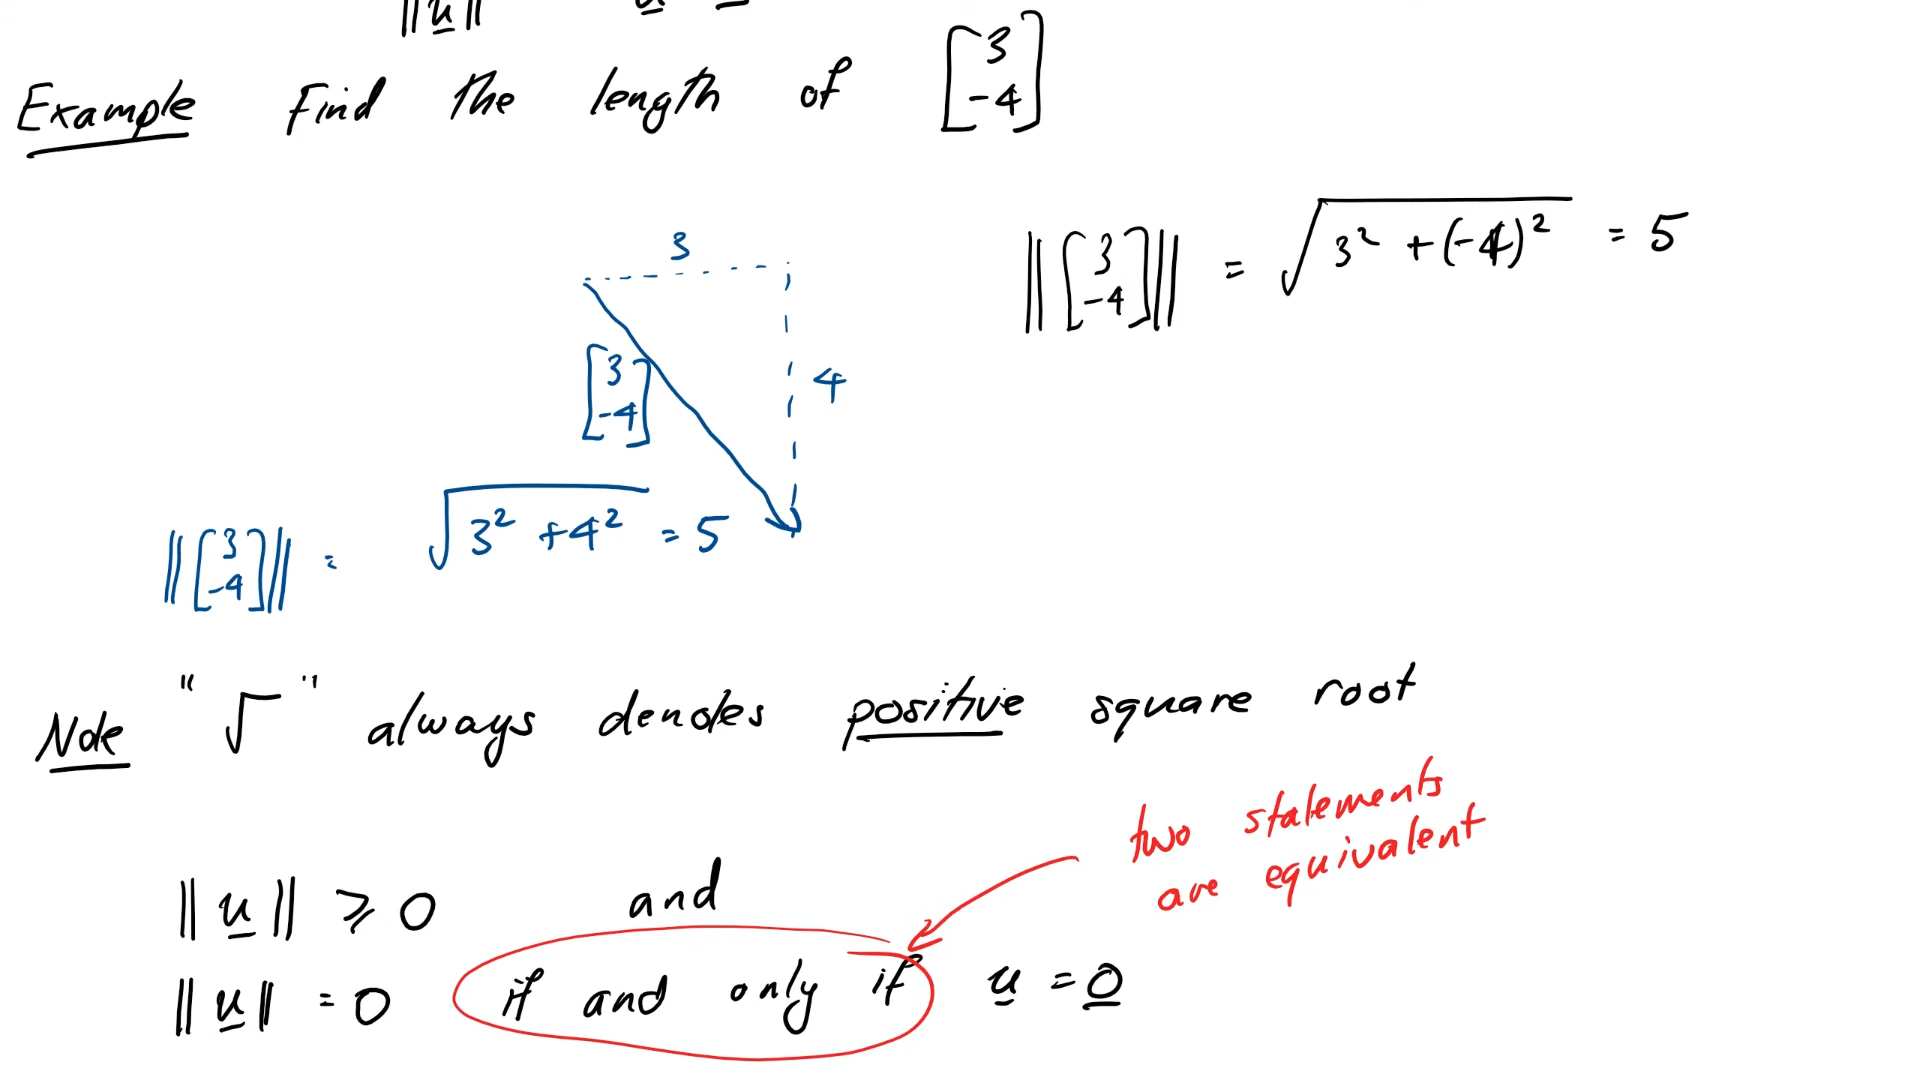 ‖u‖
Example Find the length of [3 -4]
3
‖[3 -4]‖ = √(3² + (-4)²) = 5
[3 -4]
4
‖[3 -4]‖ = √(3² + 4²) = 5
Note "√" always denotes positive square root
two statements
are equivalent
‖u‖ ⩾ 0 and
‖u‖ = 0 if and only if u = 0